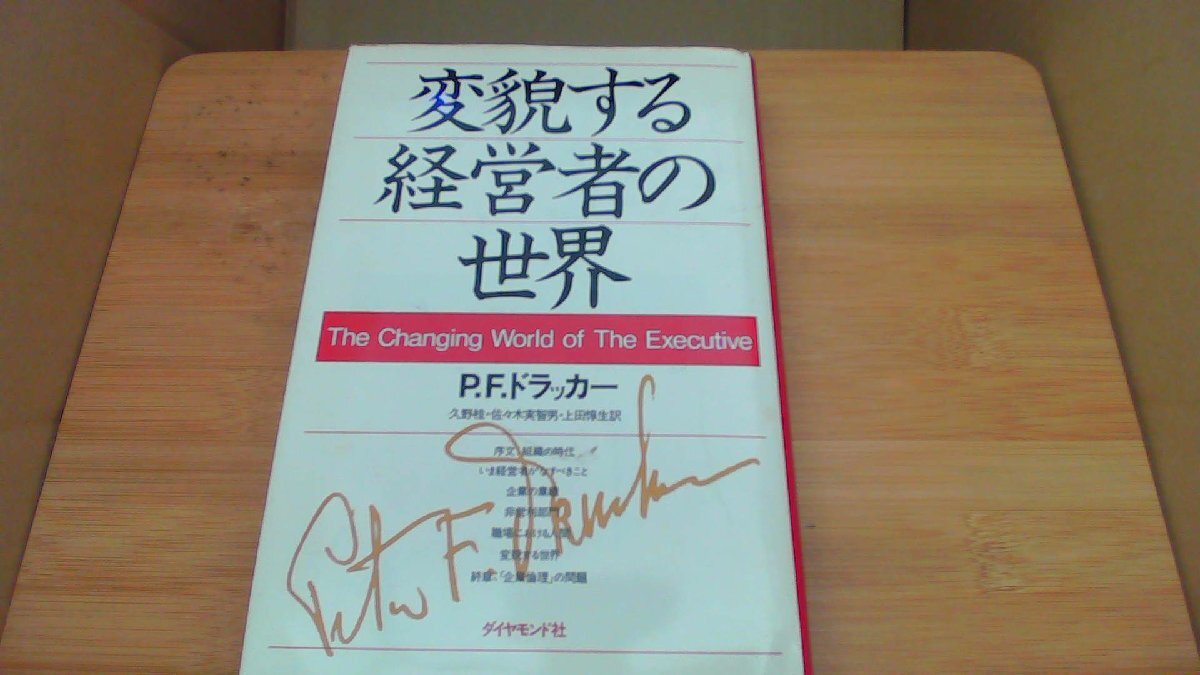 変貌する
経営者の
世界
The Changing World of The Executive
P.F.ドラッカー
久野桂・佐々木実智男・上田惇生訳
序文 組織の時代
いま経営者がなすべきこと
企業の業績
非営利部門
職場における人間
変貌する世界
終章・「企業倫理」の問題
Peter F. Drucker
ダイヤモンド社